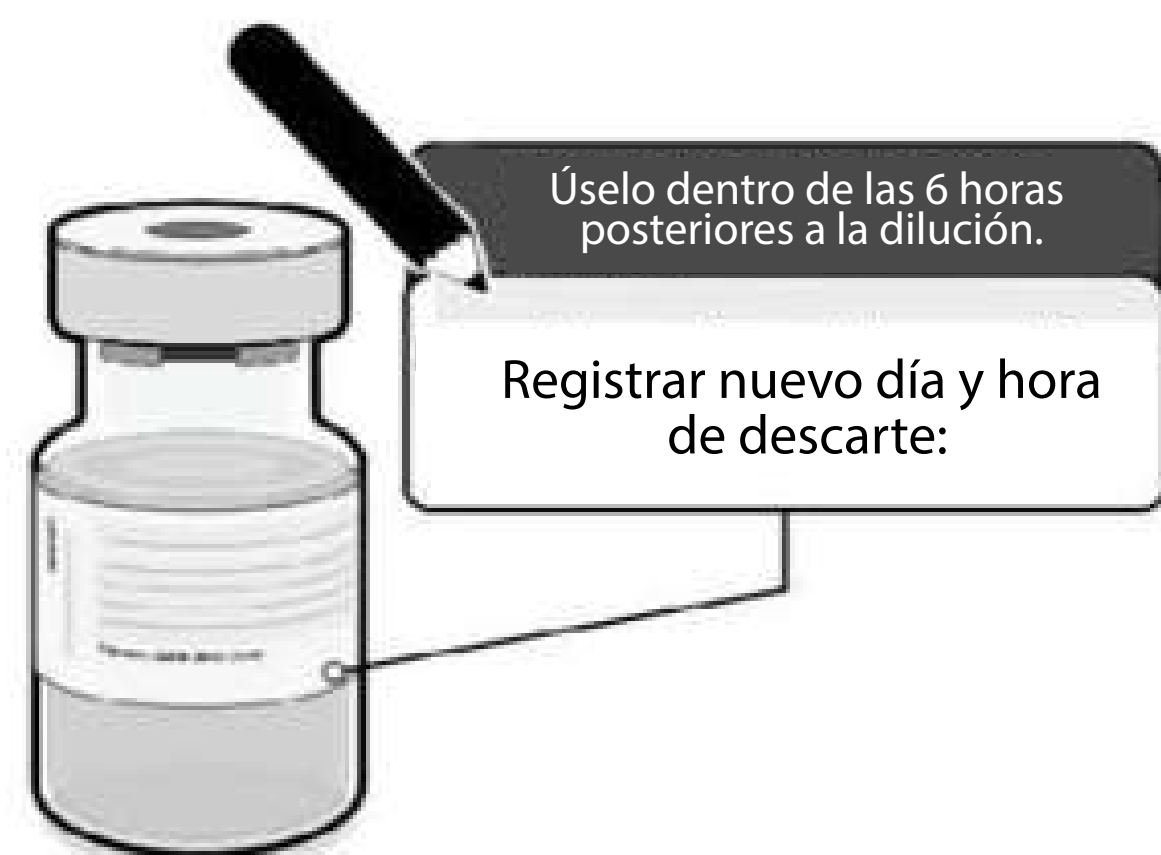 Úselo dentro de las 6 horas
posteriores a la dilución.
Registrar nuevo día y hora
de descarte: